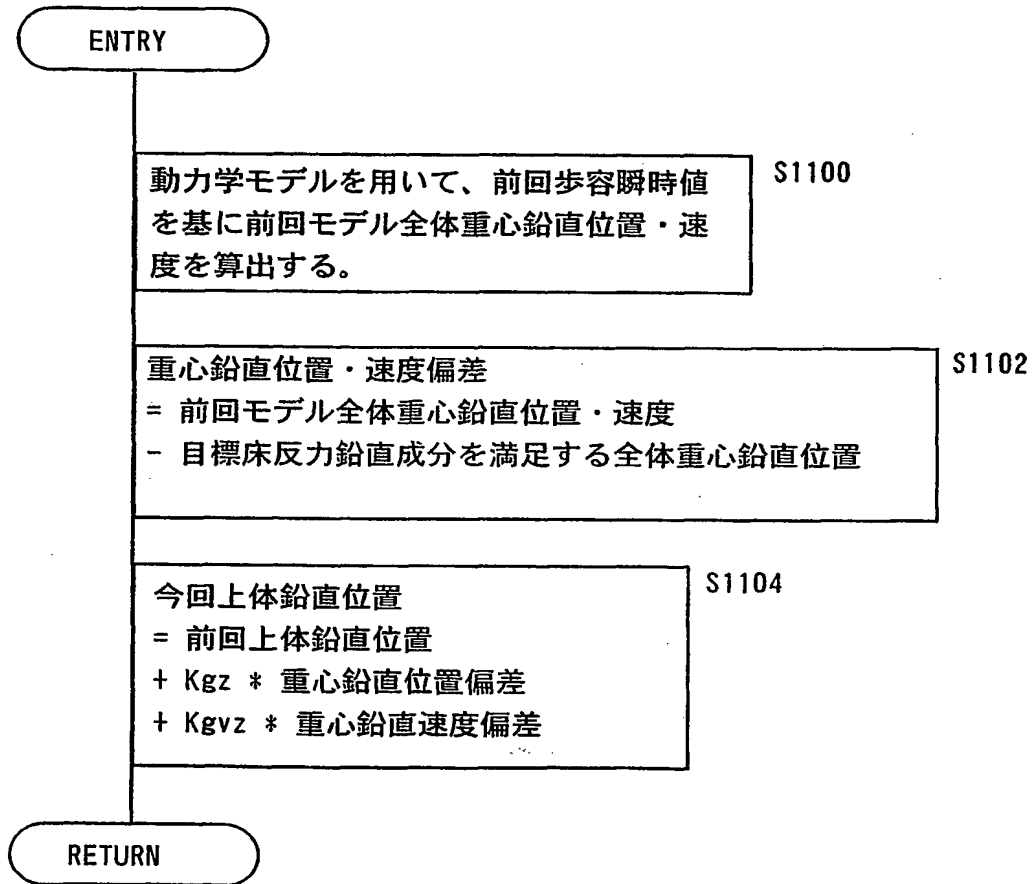 ENTRY
動力学モデルを用いて、前回歩容瞬時値
を基に前回モデル全体重心鉛直位置・速
度を算出する。
S1100
重心鉛直位置・速度偏差
= 前回モデル全体重心鉛直位置・速度
- 目標床反力鉛直成分を満足する全体重心鉛直位置
S1102
今回上体鉛直位置
= 前回上体鉛直位置
+ Kgz * 重心鉛直位置偏差
+ Kgvz * 重心鉛直速度偏差
S1104
RETURN